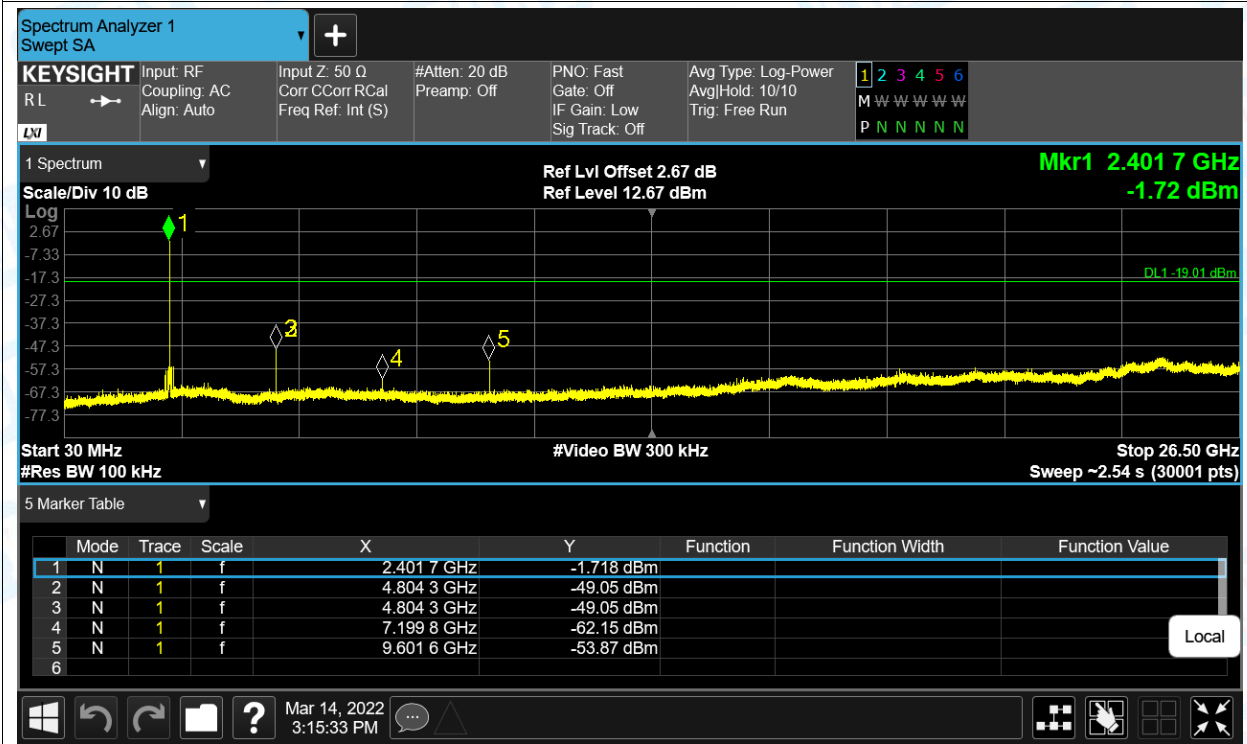 Spectrum Analyzer 1
Swept SA
KEYSIGHT
R L
LXI
Input: RF
Coupling: AC
Align: Auto
Input Z: 50 Ω
Corr CCorr RCal
Freq Ref: Int (S)
#Atten: 20 dB
Preamp: Off
PNO: Fast
Gate: Off
IF Gain: Low
Sig Track: Off
Avg Type: Log-Power
Avg|Hold: 10/10
Trig: Free Run
1 2 3 4 5 6
M W W W W W
P N N N N N
1 Spectrum
Scale/Div 10 dB
Ref Lvl Offset 2.67 dB
Ref Level 12.67 dBm
Mkr1 2.401 7 GHz
-1.72 dBm
Log
2.67
-7.33
-17.3
-27.3
-37.3
-47.3
-57.3
-67.3
-77.3
1
DL1 -19.01 dBm
3
4
5
Start 30 MHz
#Video BW 300 kHz
Stop 26.50 GHz
#Res BW 100 kHz
Sweep ~2.54 s (30001 pts)
5 Marker Table
Mode Trace Scale X Y Function Function Width Function Value
1 N 1 f 2.401 7 GHz -1.718 dBm
2 N 1 f 4.804 3 GHz -49.05 dBm
3 N 1 f 4.804 3 GHz -49.05 dBm
4 N 1 f 7.199 8 GHz -62.15 dBm
5 N 1 f 9.601 6 GHz -53.87 dBm
6
Local
?
Mar 14, 2022
3:15:33 PM